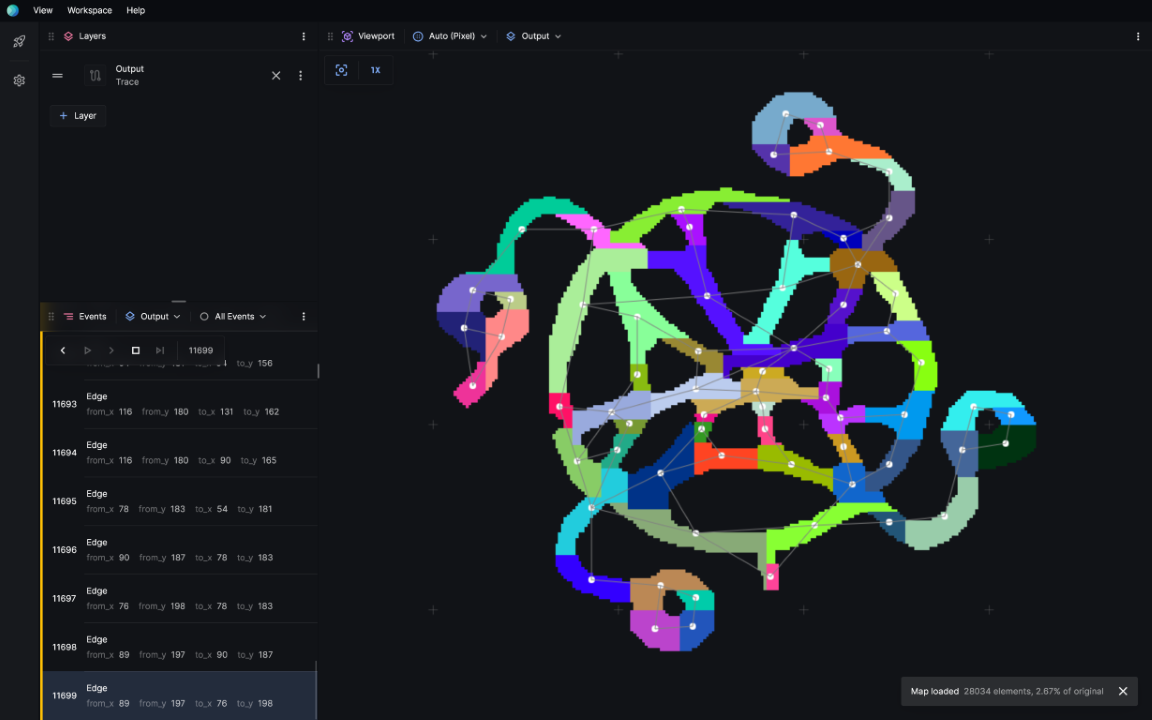 View Workspace Help
Layers
Viewport Auto (Pixel) Output
Output
Trace
1X
+ Layer
Events Output All Events
11699
to_y 156
11693 Edge
from_x 116 from_y 180 to_x 131 to_y 162
11694 Edge
from_x 116 from_y 180 to_x 90 to_y 165
11695 Edge
from_x 78 from_y 183 to_x 54 to_y 181
11696 Edge
from_x 90 from_y 187 to_x 78 to_y 183
11697 Edge
from_x 76 from_y 198 to_x 78 to_y 183
11698 Edge
from_x 89 from_y 197 to_x 90 to_y 187
11699 Edge
from_x 89 from_y 197 to_x 76 to_y 198
Map loaded 28034 elements, 2.67% of original